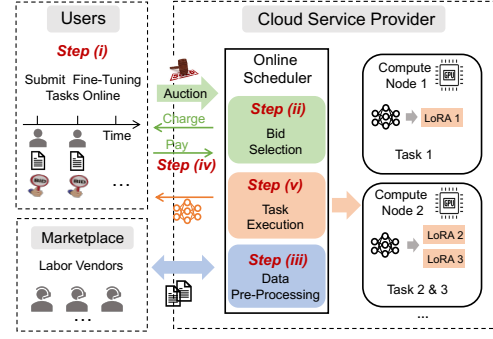 Users
Step (i)
Submit Fine-Tuning
Tasks Online
Time
...
Marketplace
Labor Vendors
...
Auction
Charge
Pay
Step (iv)
Cloud Service Provider
Online
Scheduler
Step (ii)
Bid
Selection
Step (v)
Task
Execution
Step (iii)
Data
Pre-Processing
Compute
Node 1
GPU
LoRA 1
Task 1
Compute
Node 2
GPU
LoRA 2
LoRA 3
Task 2 & 3
...